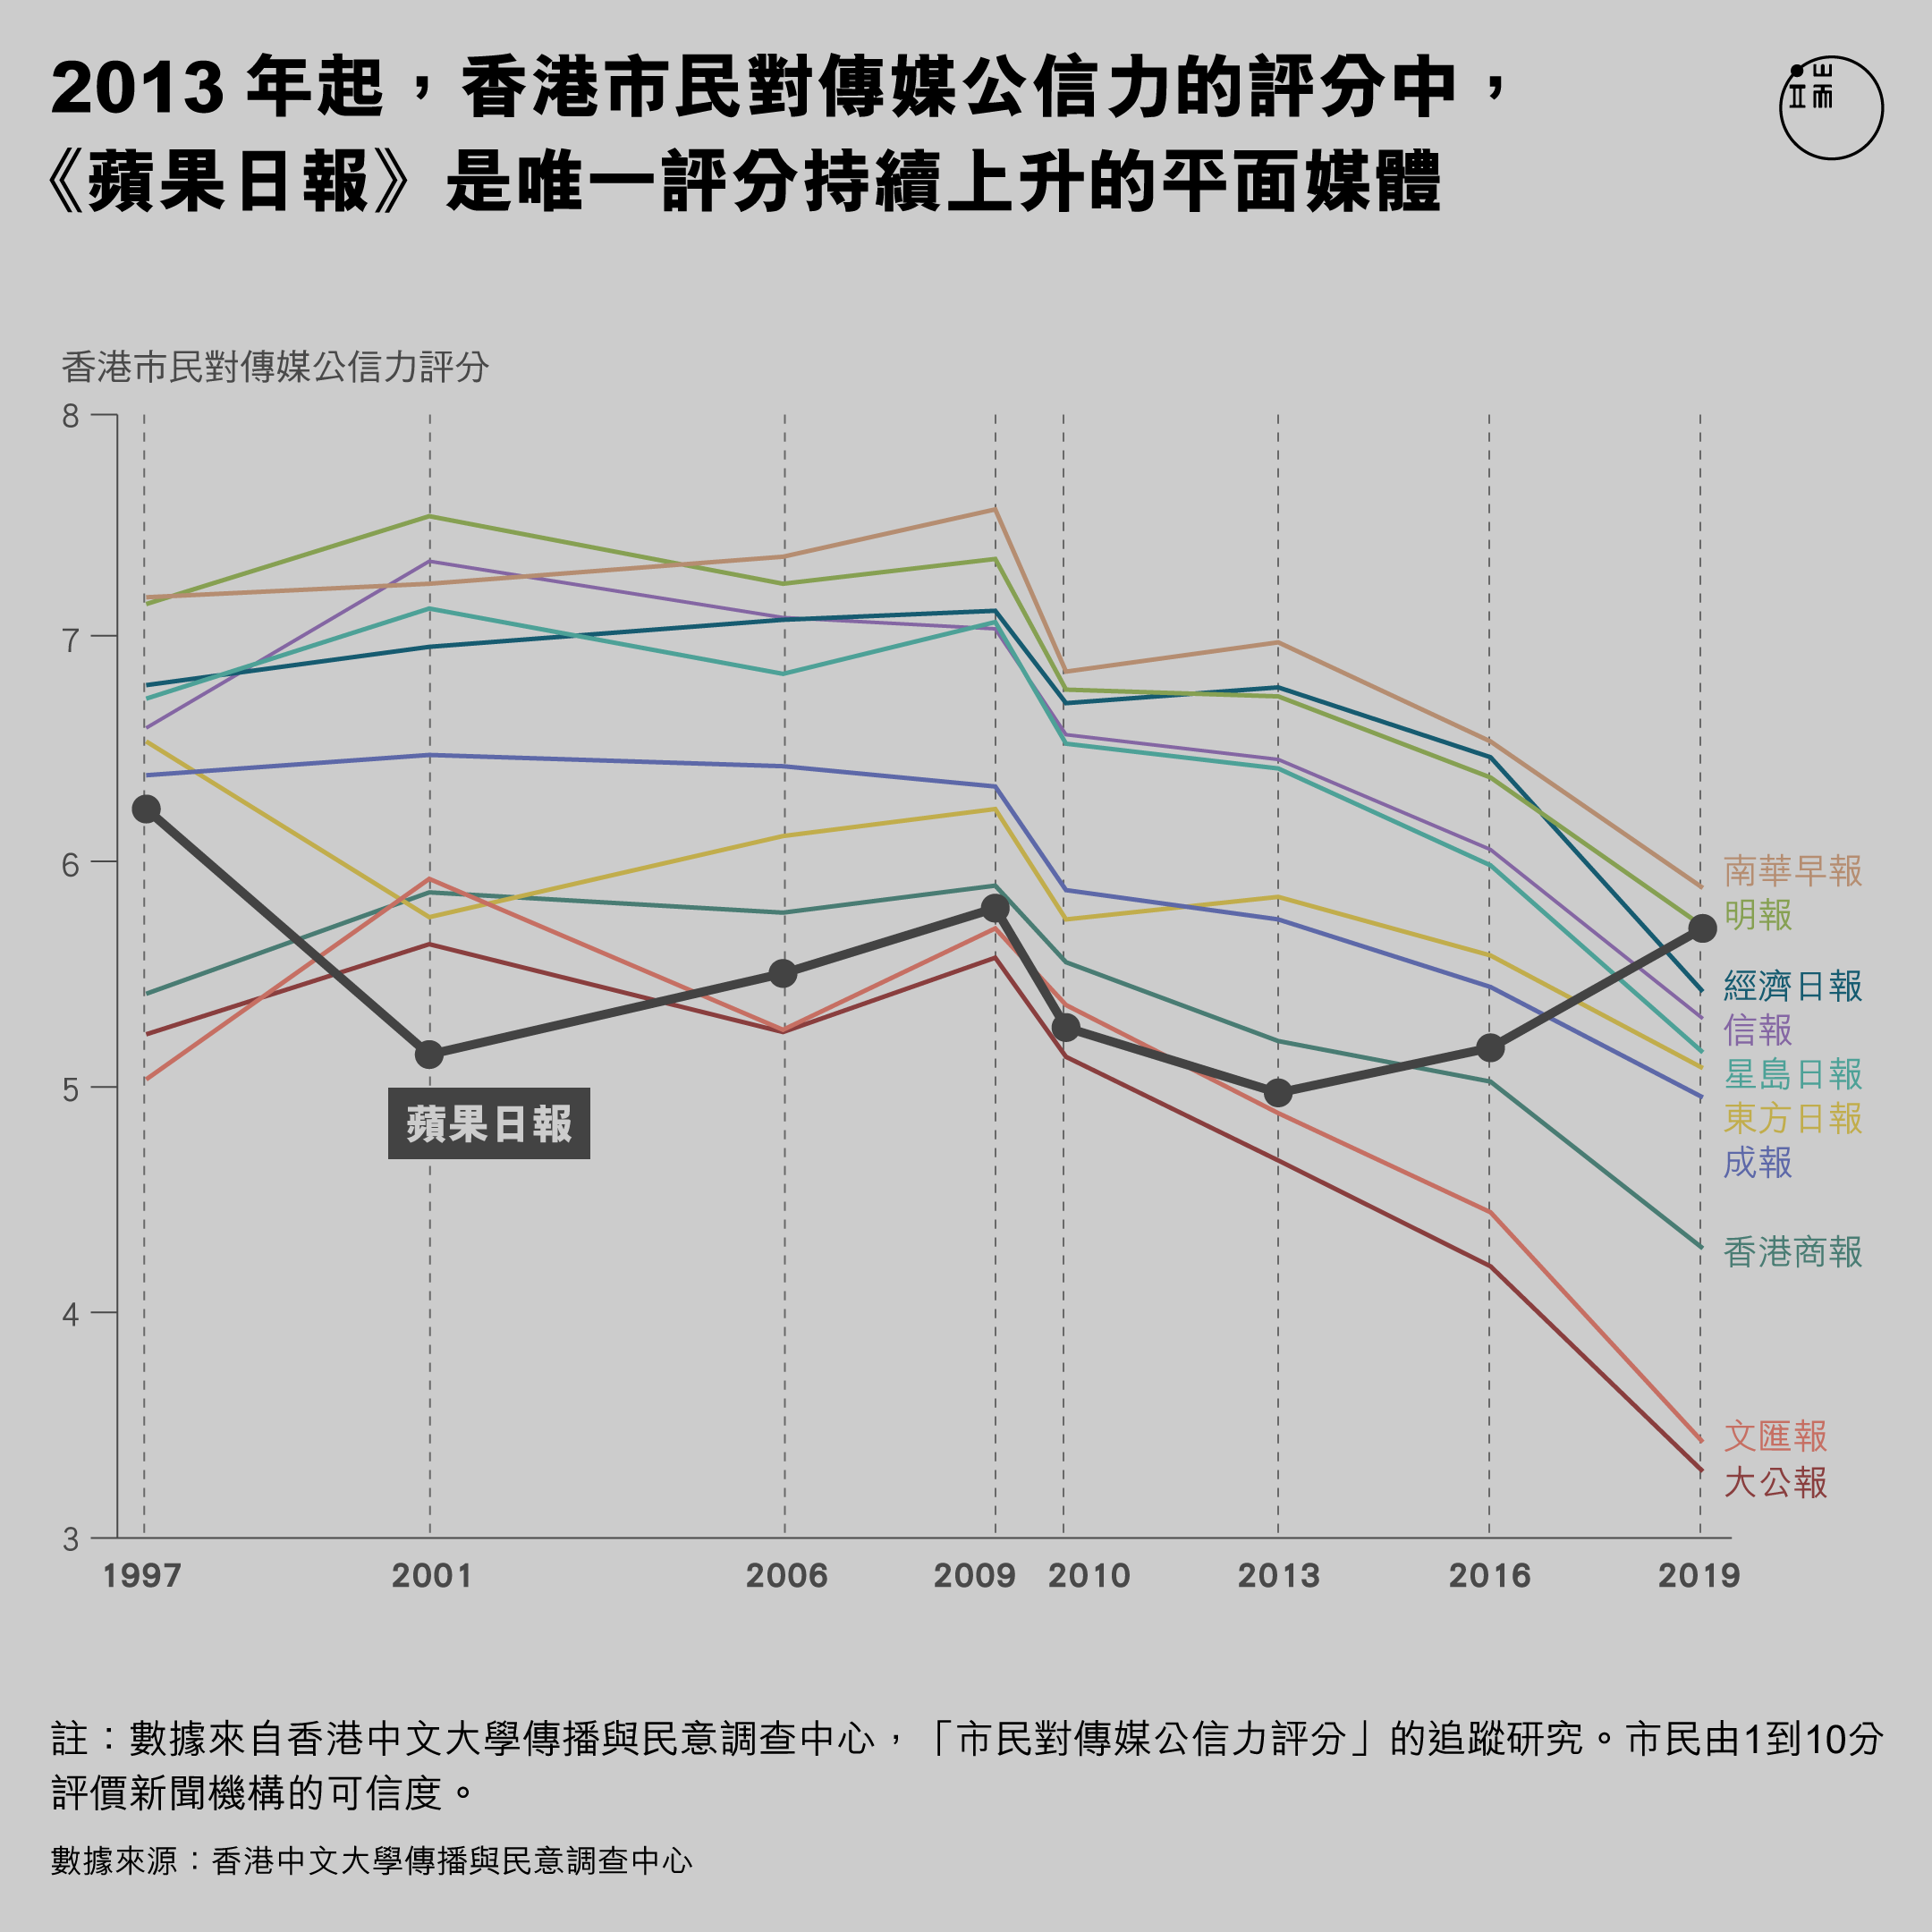 2013 年起，香港市民對傳媒公信力的評分中，
《蘋果日報》是唯一評分持續上升的平面媒體
端
香港市民對傳媒公信力評分
8
7
6
5
4
3
南華早報
明報
經濟日報
信報
星島日報
東方日報
成報
香港商報
文匯報
大公報
蘋果日報
1997 2001 2006 2009 2010 2013 2016 2019
註：數據來自香港中文大學傳播與民意調查中心，「市民對傳媒公信力評分」的追蹤研究。市民由1到10分
評價新聞機構的可信度。
數據來源：香港中文大學傳播與民意調查中心